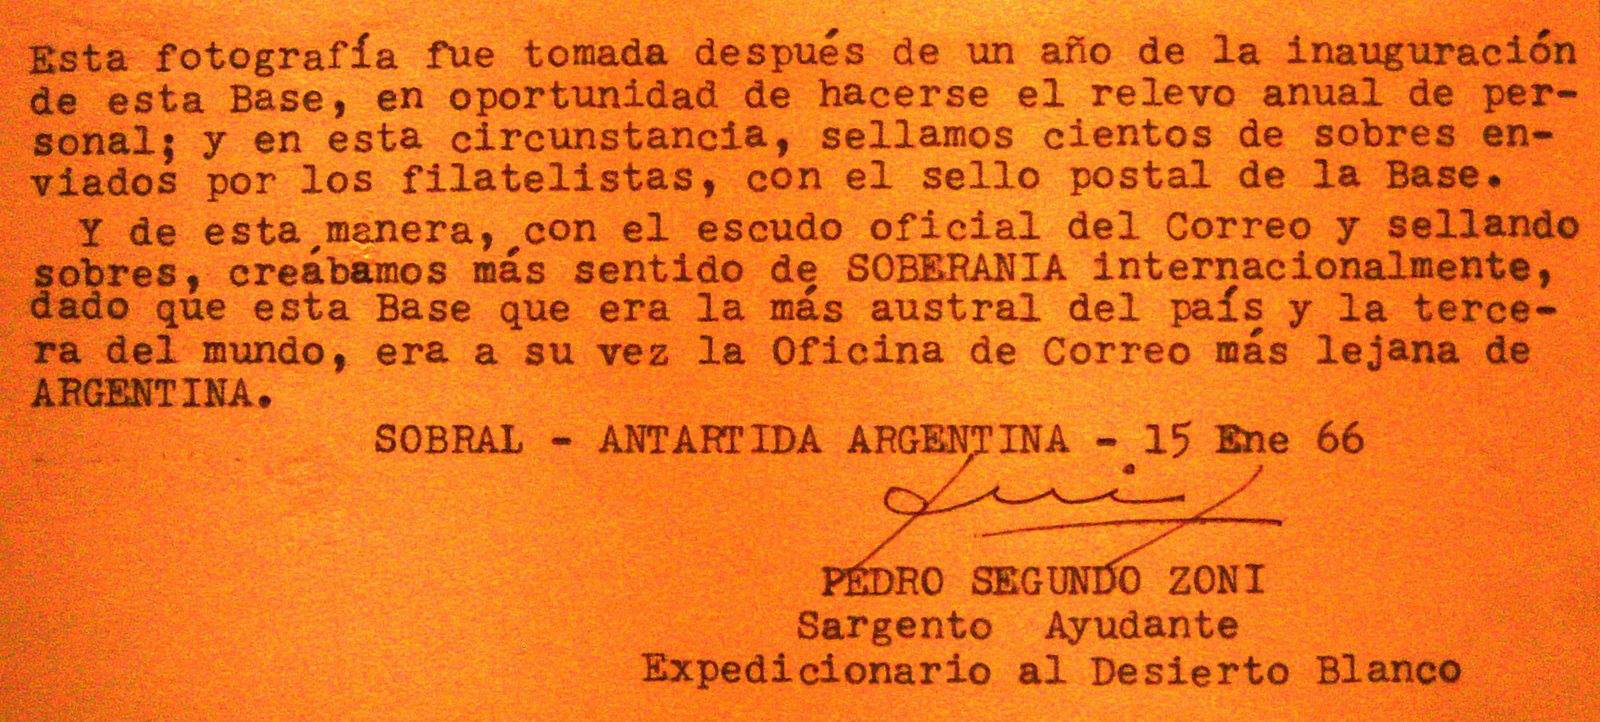 Esta fotografía fue tomada después de un año de la inauguración
de esta Base, en oportunidad de hacerse el relevo anual de per-
sonal; y en esta circunstancia, sellamos cientos de sobres en-
viados por los filatelistas, con el sello postal de la Base.
Y de esta manera, con el escudo oficial del Correo y sellando
sobres, creábamos más sentido de SOBERANIA internacionalmente,
dado que esta Base que era la más austral del país y la terce-
ra del mundo, era a su vez la Oficina de Correo más lejana de
ARGENTINA.
SOBRAL - ANTARTIDA ARGENTINA - 15 Ene 66
PEDRO SEGUNDO ZONI
Sargento Ayudante
Expedicionario al Desierto Blanco